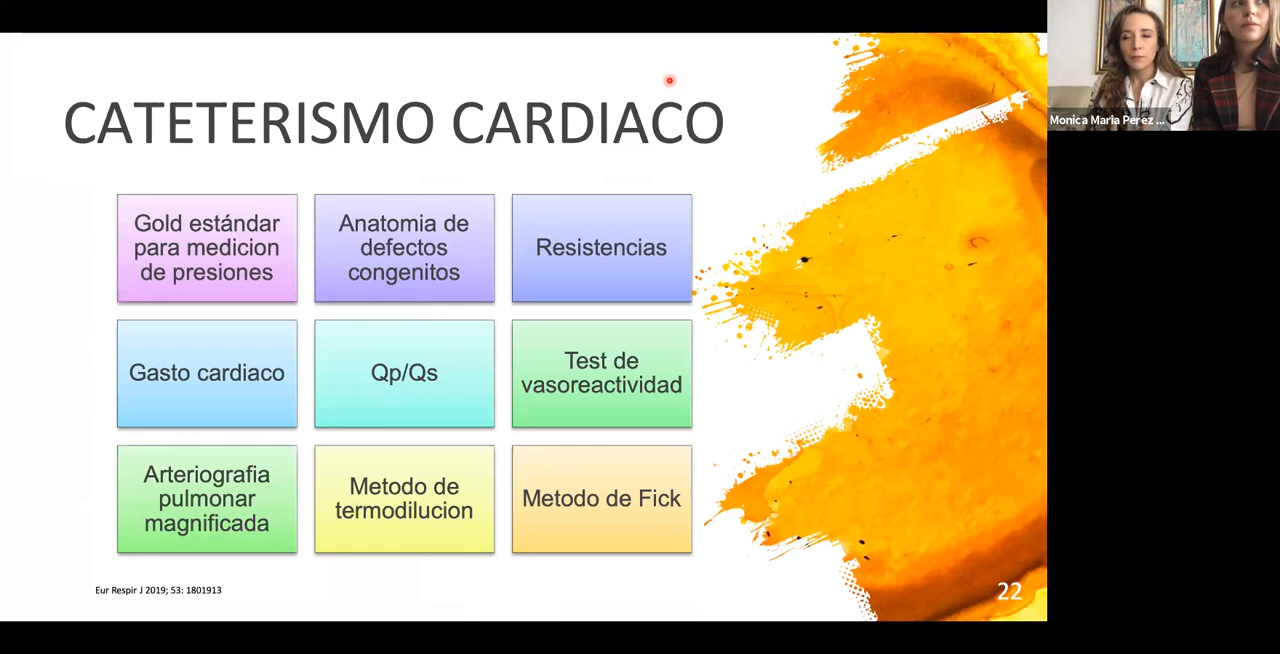 CATETERISMO CARDIACO
Gold estándar
para medicion
de presiones
Anatomia de
defectos
congenitos
Resistencias
Gasto cardiaco
Qp/Qs
Test de
vasoreactividad
Arteriografia
pulmonar
magnificada
Metodo de
termodilucion
Metodo de Fick
Eur Respir J 2019; 53: 1801913
22
Monica Maria Perez ...